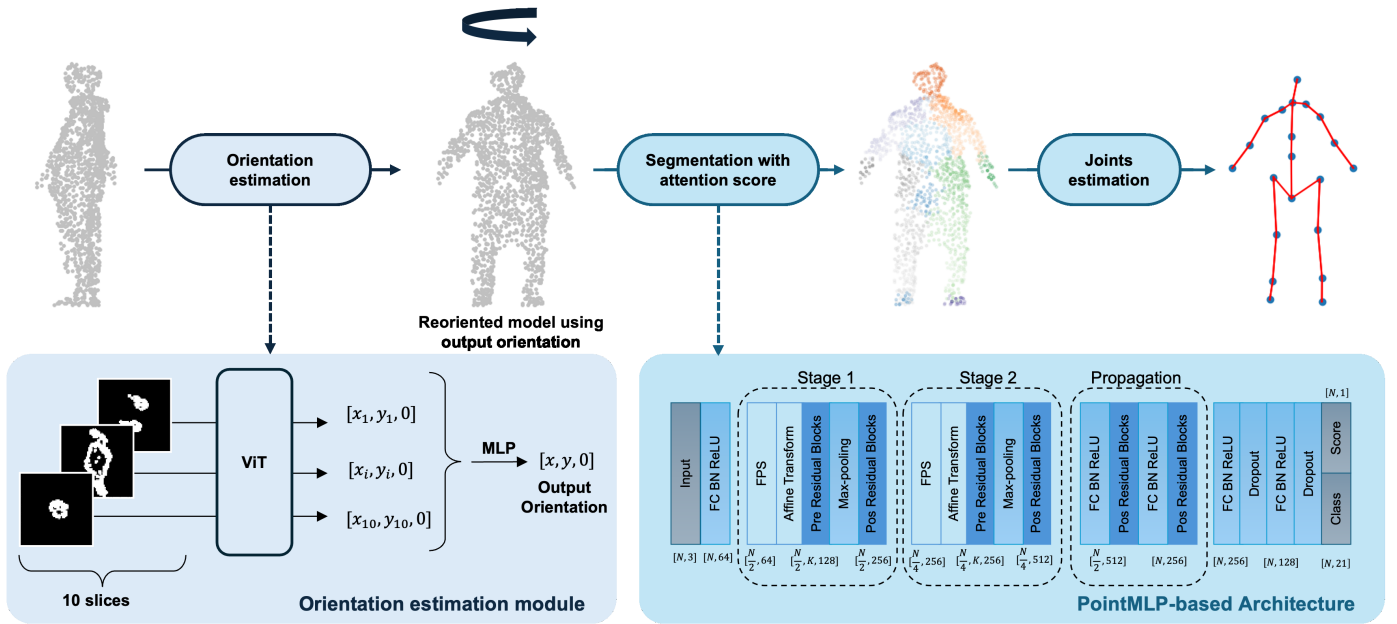 Orientation
estimation
Segmentation with
attention score
Joints
estimation
Reoriented model using
output orientation
ViT
[x₁, y₁, 0]
[xᵢ, yᵢ, 0]
[x₁₀, y₁₀, 0]
MLP
[x, y, 0]
Output
Orientation
10 slices
Orientation estimation module
Stage 1
Stage 2
Propagation
Input
FC BN ReLU
FPS
Affine Transform
Pre Residual Blocks
Max-pooling
Pos Residual Blocks
FPS
Affine Transform
Pre Residual Blocks
Max-pooling
Pos Residual Blocks
FC BN ReLU
Pos Residual Blocks
FC BN ReLU
Pos Residual Blocks
FC BN ReLU
Dropout
FC BN ReLU
Dropout
[N, 1]
Score
Class
[N, 3]
[N, 64]
[N/2, 64]
[N/2, K, 128]
[N/2, 256]
[N/4, 256]
[N/4, K, 256]
[N/4, 512]
[N/2, 512]
[N, 256]
[N, 256]
[N, 128]
[N, 21]
PointMLP-based Architecture